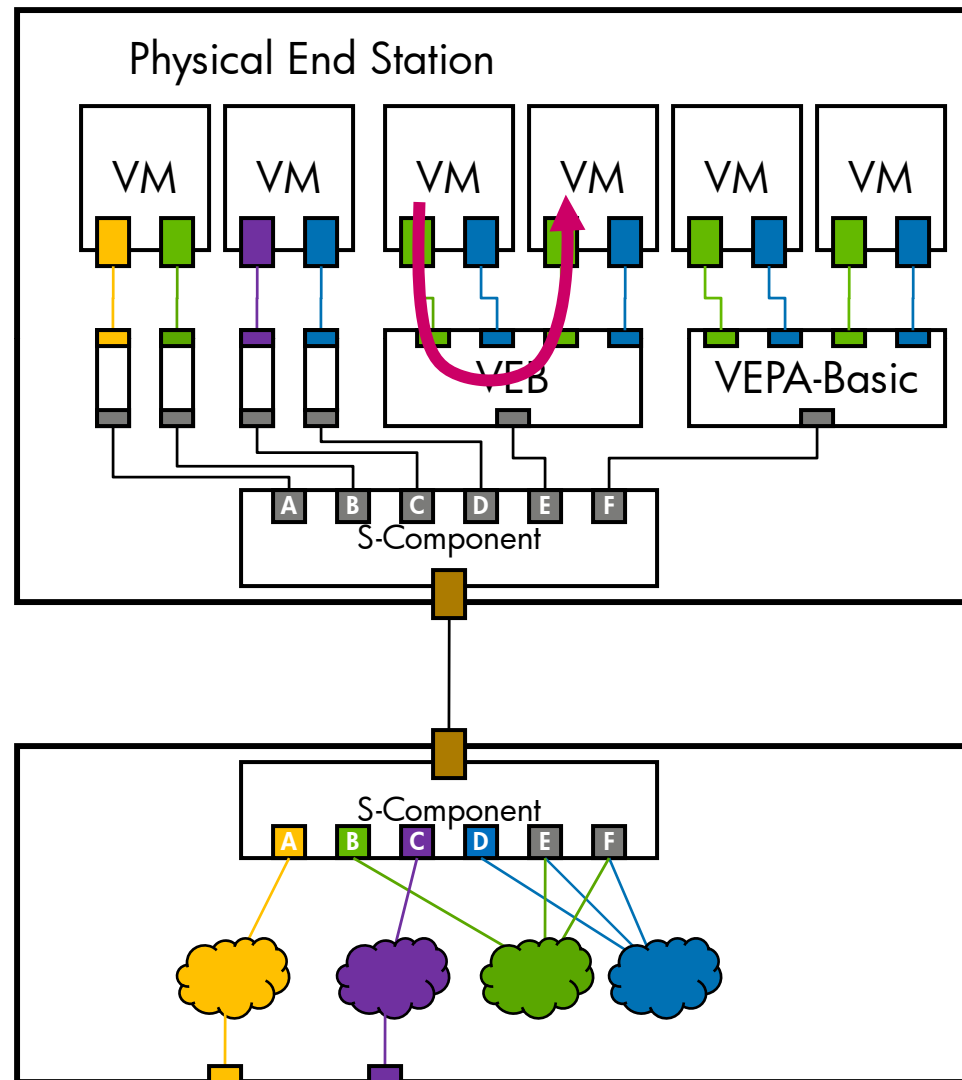 Physical End Station
VM VM VM VM VM VM
VEB VEPA-Basic
A B C D E F
S-Component
S-Component
A B C D E F